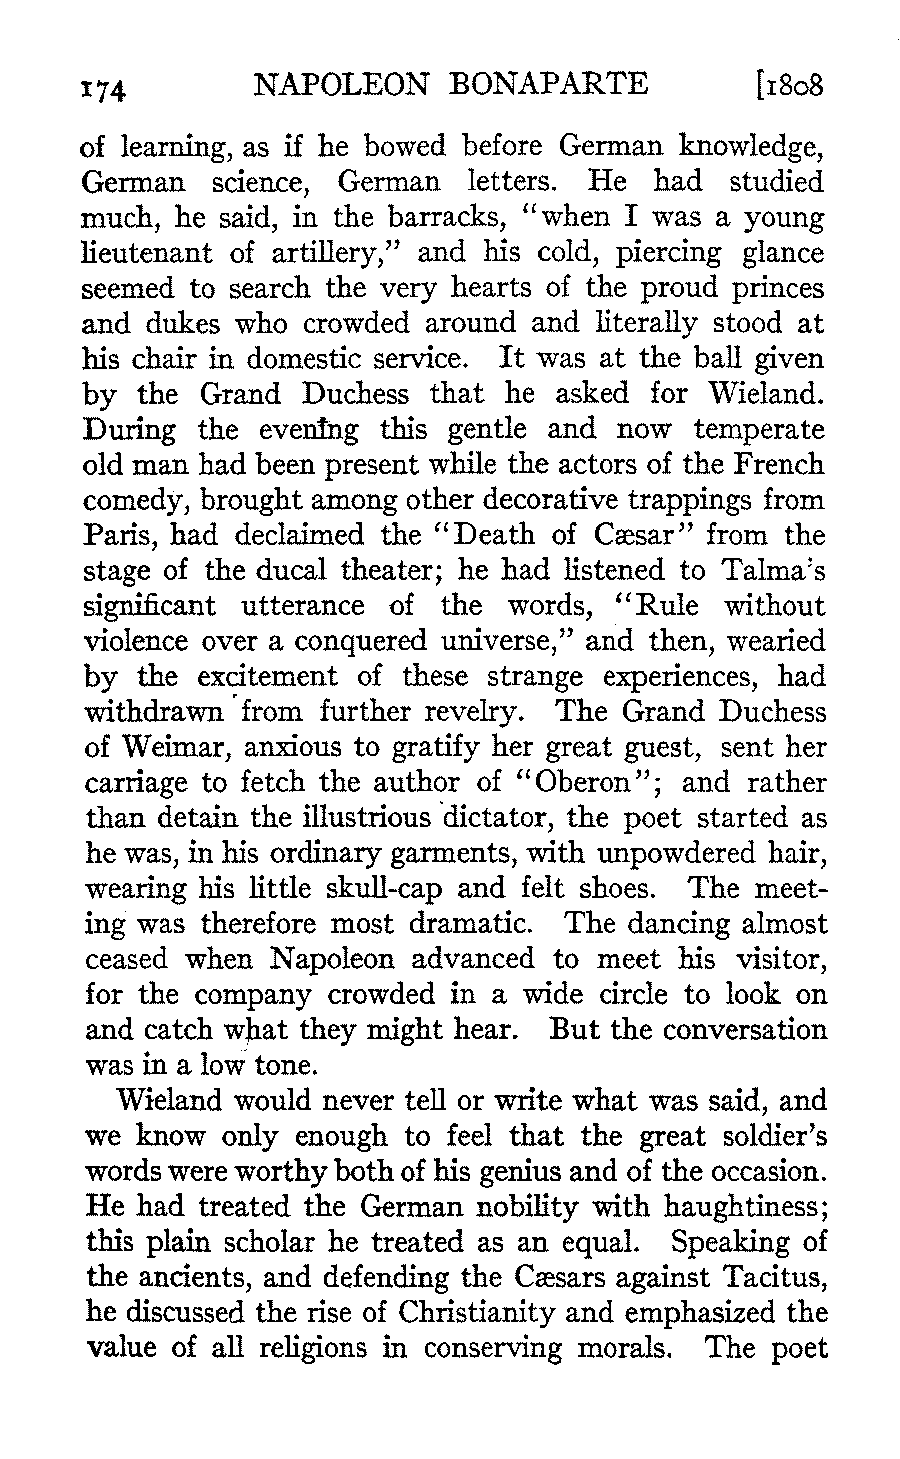 174 NAPOLEON BONAPARTE [1808
of learning, as if he bowed before German knowledge,
German science, German letters. He had studied
much, he said, in the barracks, “when I was a young
lieutenant of artillery,” and his cold, piercing glance
seemed to search the very hearts of the proud princes
and dukes who crowded around and literally stood at
his chair in domestic service. It was at the ball given
by the Grand Duchess that he asked for Wieland.
During the evening this gentle and now temperate
old man had been present while the actors of the French
comedy, brought among other decorative trappings from
Paris, had declaimed the “Death of Cæsar” from the
stage of the ducal theater; he had listened to Talma's
significant utterance of the words, “Rule without
violence over a conquered universe,” and then, wearied
by the excitement of these strange experiences, had
withdrawn from further revelry. The Grand Duchess
of Weimar, anxious to gratify her great guest, sent her
carriage to fetch the author of “Oberon”; and rather
than detain the illustrious dictator, the poet started as
he was, in his ordinary garments, with unpowdered hair,
wearing his little skull-cap and felt shoes. The meet-
ing was therefore most dramatic. The dancing almost
ceased when Napoleon advanced to meet his visitor,
for the company crowded in a wide circle to look on
and catch what they might hear. But the conversation
was in a low tone.
Wieland would never tell or write what was said, and
we know only enough to feel that the great soldier's
words were worthy both of his genius and of the occasion.
He had treated the German nobility with haughtiness;
this plain scholar he treated as an equal. Speaking of
the ancients, and defending the Cæsars against Tacitus,
he discussed the rise of Christianity and emphasized the
value of all religions in conserving morals. The poet